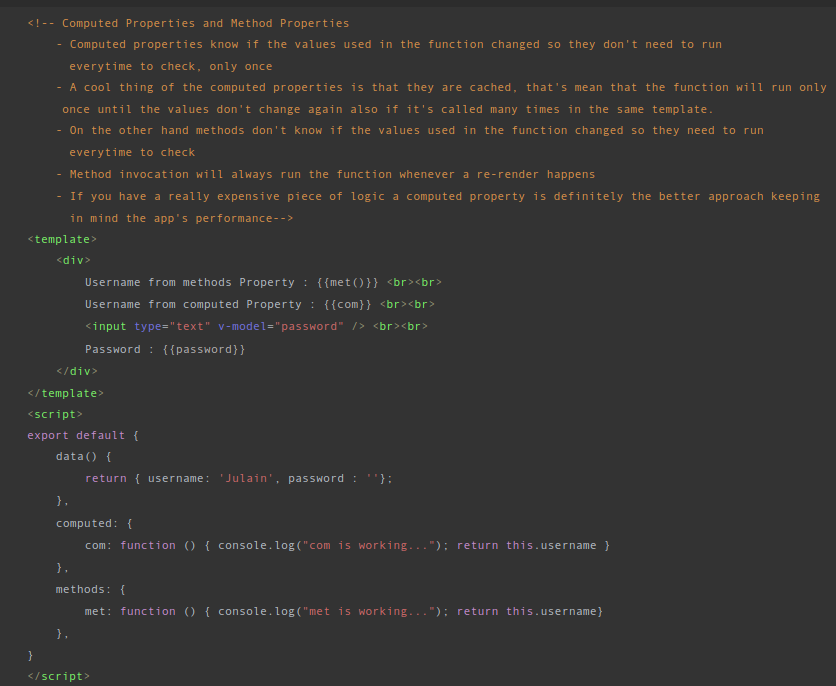 <!-- Computed Properties and Method Properties
- Computed properties know if the values used in the function changed so they don't need to run
everytime to check, only once
- A cool thing of the computed properties is that they are cached, that's mean that the function will run only
once until the values don't change again also if it's called many times in the same template.
- On the other hand methods don't know if the values used in the function changed so they need to run
everytime to check
- Method invocation will always run the function whenever a re-render happens
- If you have a really expensive piece of logic a computed property is definitely the better approach keeping
in mind the app's performance-->
<template>
<div>
Username from methods Property : {{met()}} <br><br>
Username from computed Property : {{com}} <br><br>
<input type="text" v-model="password" /> <br><br>
Password : {{password}}
</div>
</template>
<script>
export default {
data() {
return { username: 'Julain', password : ''};
},
computed: {
com: function () { console.log("com is working..."); return this.username }
},
methods: {
met: function () { console.log("met is working..."); return this.username}
},
}
</script>